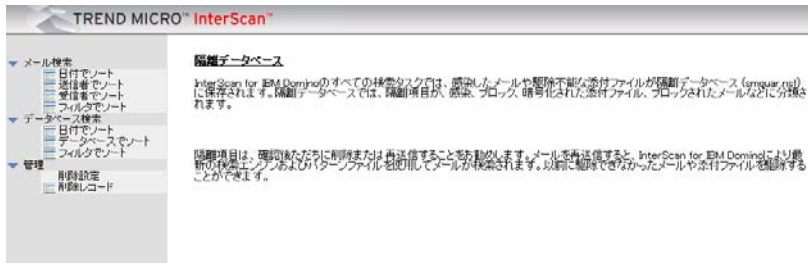 TREND MICRO™ InterScan™
メール検索
日付でソート
送信者でソート
受信者でソート
フィルタでソート
データベース検索
日付でソート
データベースでソート
フィルタでソート
管理
削除設定
削除レコード
隔離データベース
InterScan for IBM Dominoのすべての検索タスクでは、感染したメールや駆除不能な添付ファイルが隔離データベース (smquar.nsf)
に保存されます。隔離データベースでは、隔離項目が、感染、ブロック、暗号化された添付ファイル、ブロックされたメールなどに分類さ
れます。
隔離項目は、確認後ただちに削除または再送信することをお勧めします。メールを再送信すると、InterScan for IBM Dominoにより最
新の検索エンジンおよびパターンファイルを使用してメールが検索されます。以前に駆除できなかったメールや添付ファイルを駆除する
ことができます。